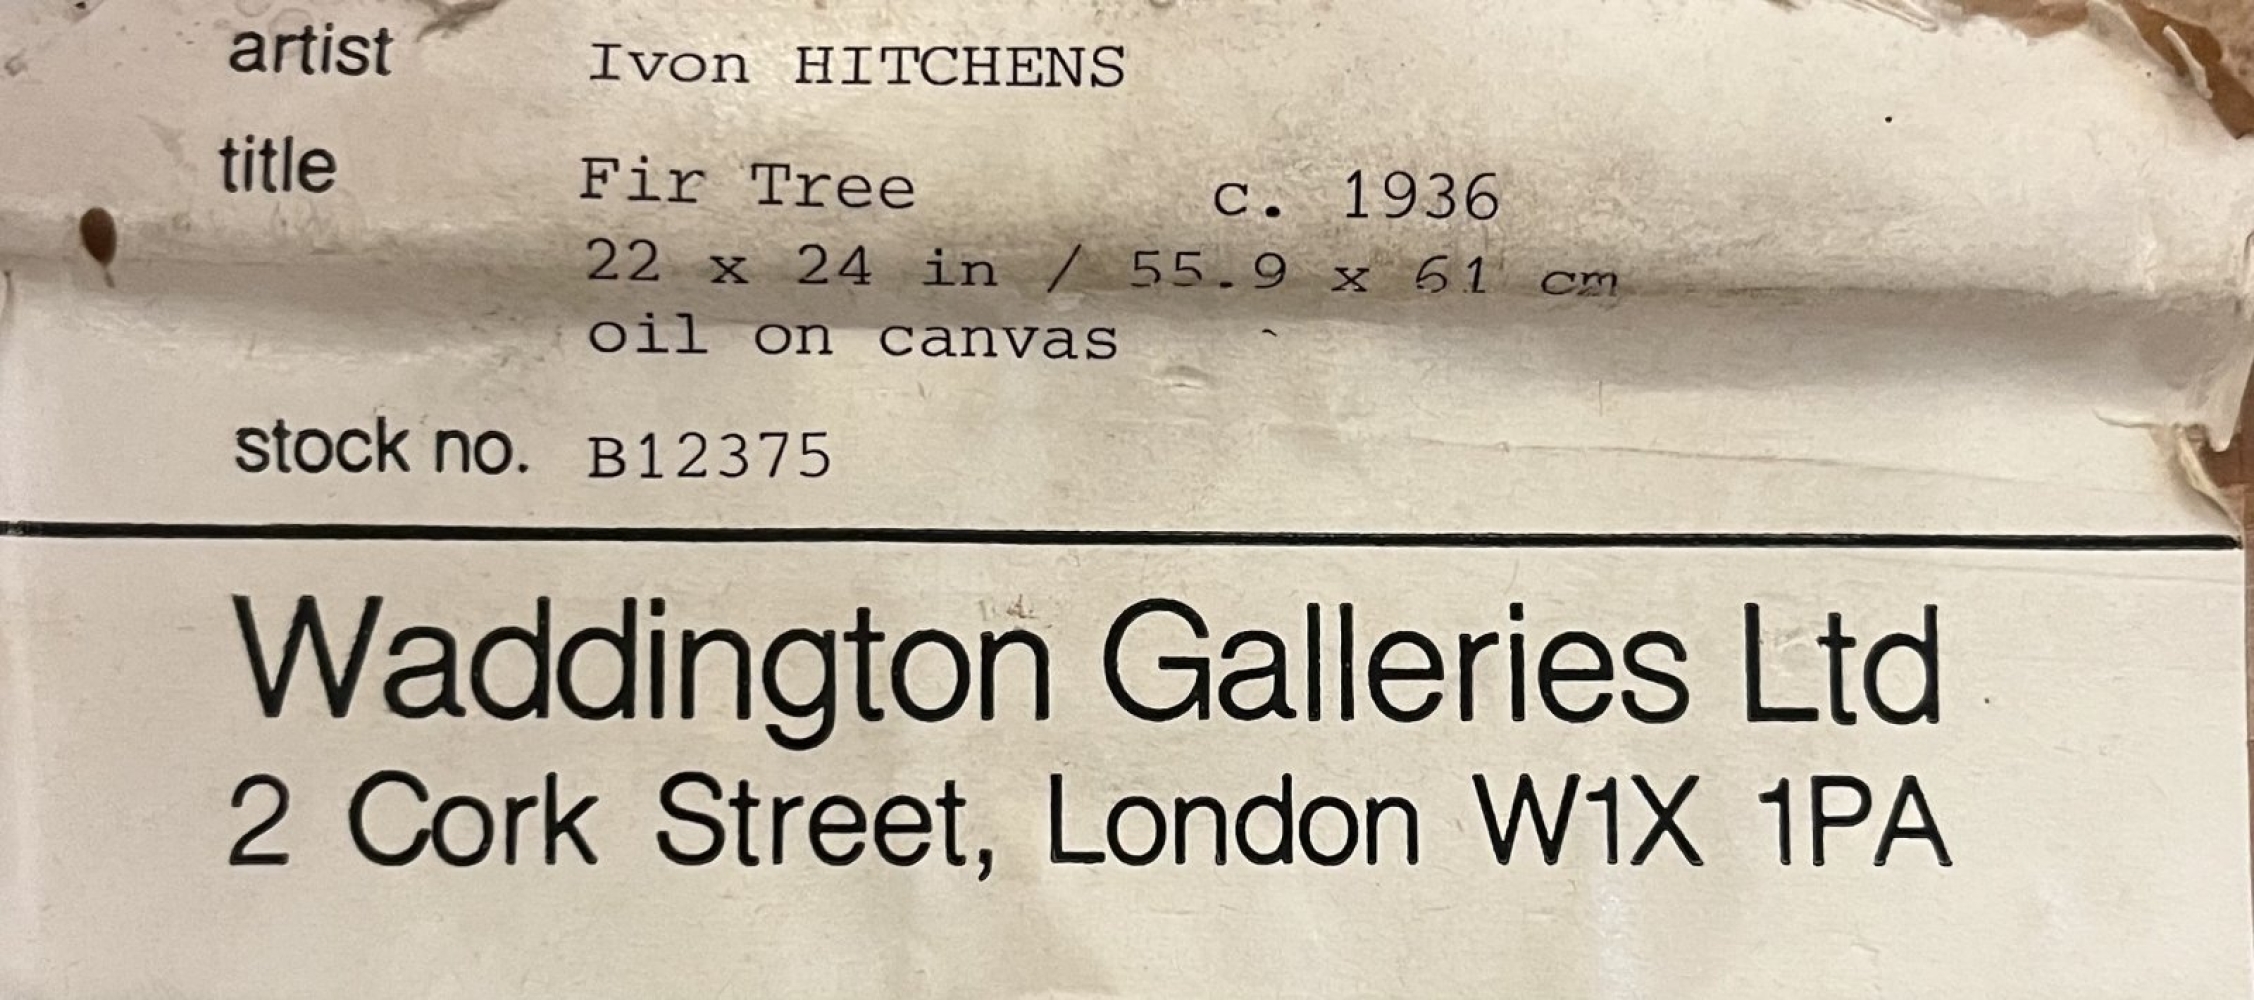 artist Ivon HITCHENS
title Fir Tree c. 1936
22 x 24 in / 55.9 x 61 cm
oil on canvas
stock no. B12375
Waddington Galleries Ltd
2 Cork Street, London W1X 1PA